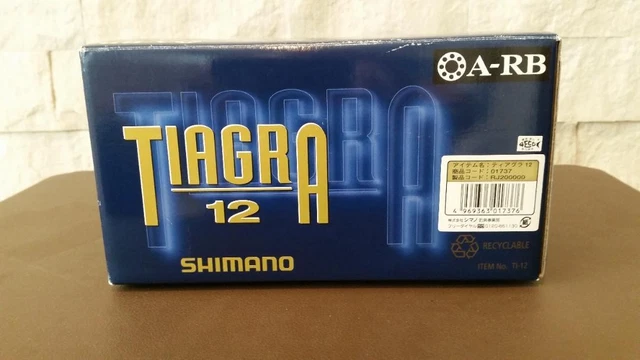 A-RB
TIAGRA
12
SHIMANO
アイテム名：ティアグラ 12
商品コード：01737
製品コード：RJ200000
4 969363 017376
RECYCLABLE
ITEM No. TI-12